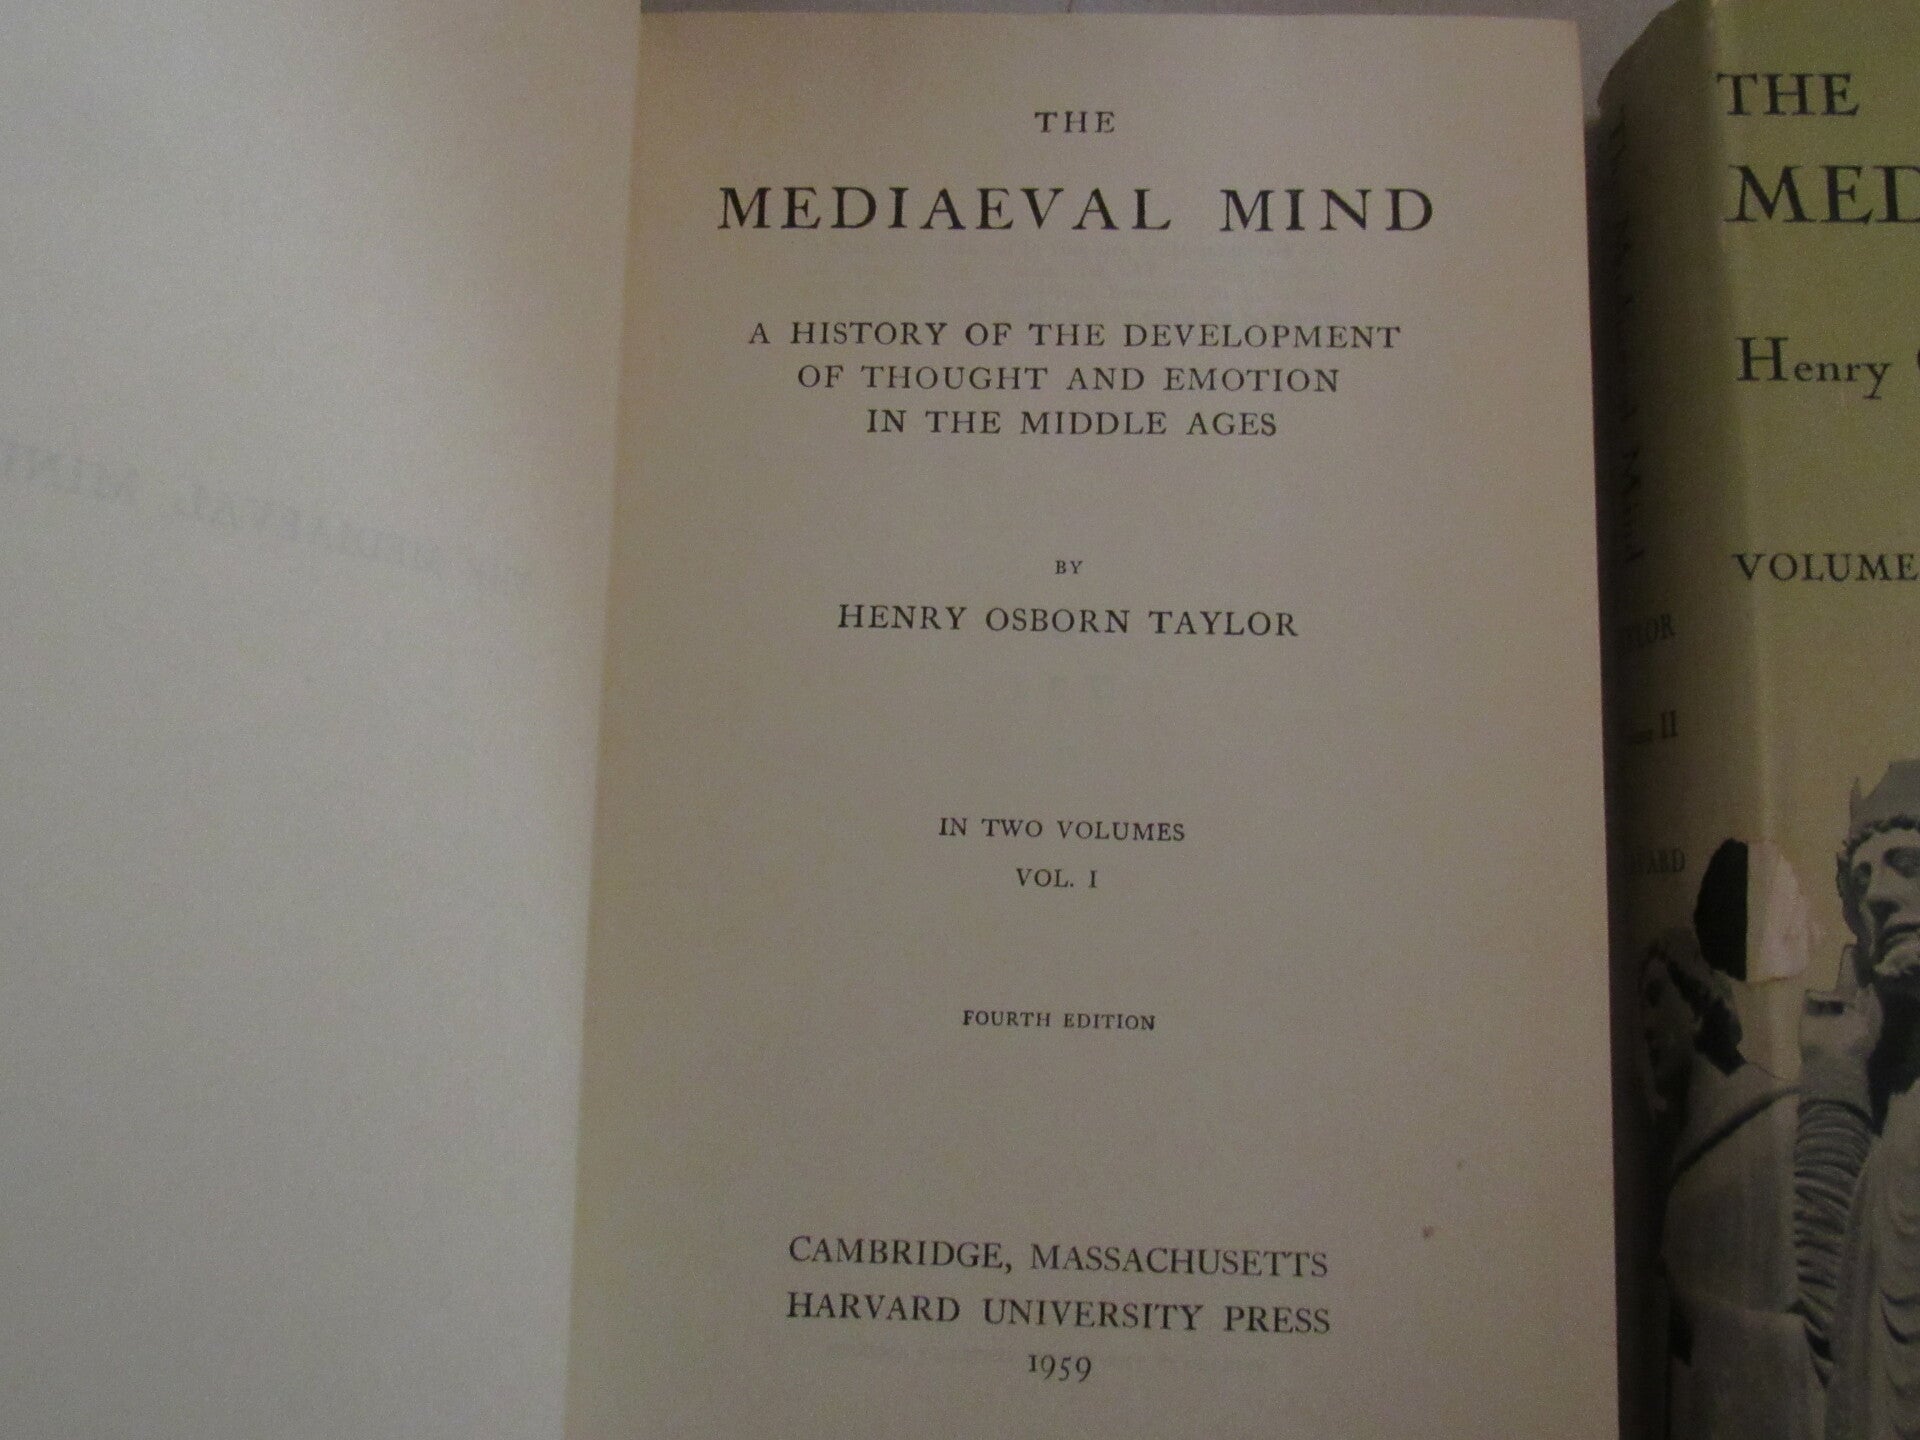 THE
MEDIAEVAL MIND
A HISTORY OF THE DEVELOPMENT
OF THOUGHT AND EMOTION
IN THE MIDDLE AGES
BY
HENRY OSBORN TAYLOR
IN TWO VOLUMES
VOL. I
FOURTH EDITION
CAMBRIDGE, MASSACHUSETTS
HARVARD UNIVERSITY PRESS
1959
THE
MED
Henry
VOLUME
II